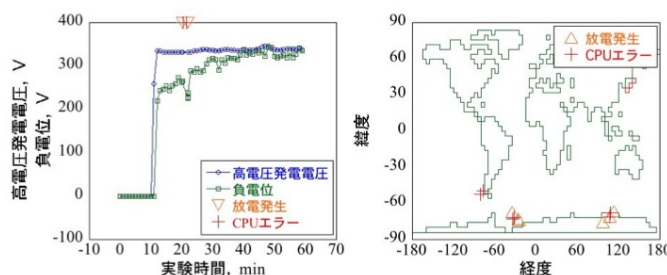 400
300
200
100
0
-100
-10
0
10
20
30
40
50
60
70
高電圧発電電圧, V
負電位, V
実験時間, min
高電圧発電電圧
負電位
放電発生
CPUエラー
90
60
30
0
-30
-60
-90
-180
-120
-60
0
60
120
180
緯度
経度
放電発生
CPUエラー